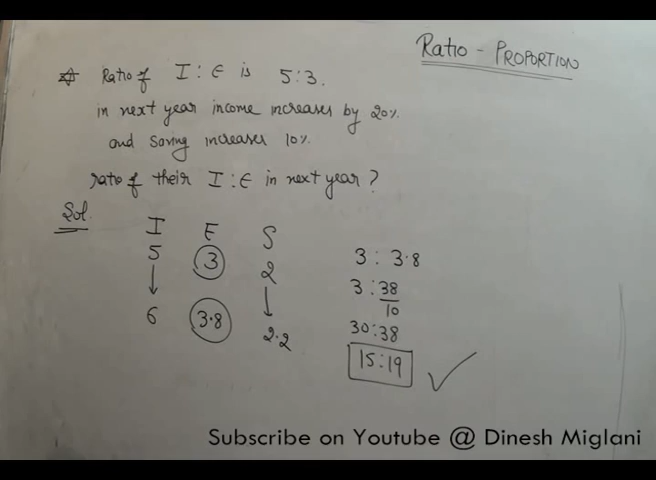 Ratio - PROPORTION
Ratio of I : E is 5 : 3.
in next year income increases by 20%.
and Saving increases 10%.
ratio of their I : E in next year ?
Sol.
I E S
5 3 2
↓ ↓
6 3.8 2.2
3 : 3.8
3 : 38/10
30 : 38
15 : 19 ✓
Subscribe on Youtube @ Dinesh Miglani